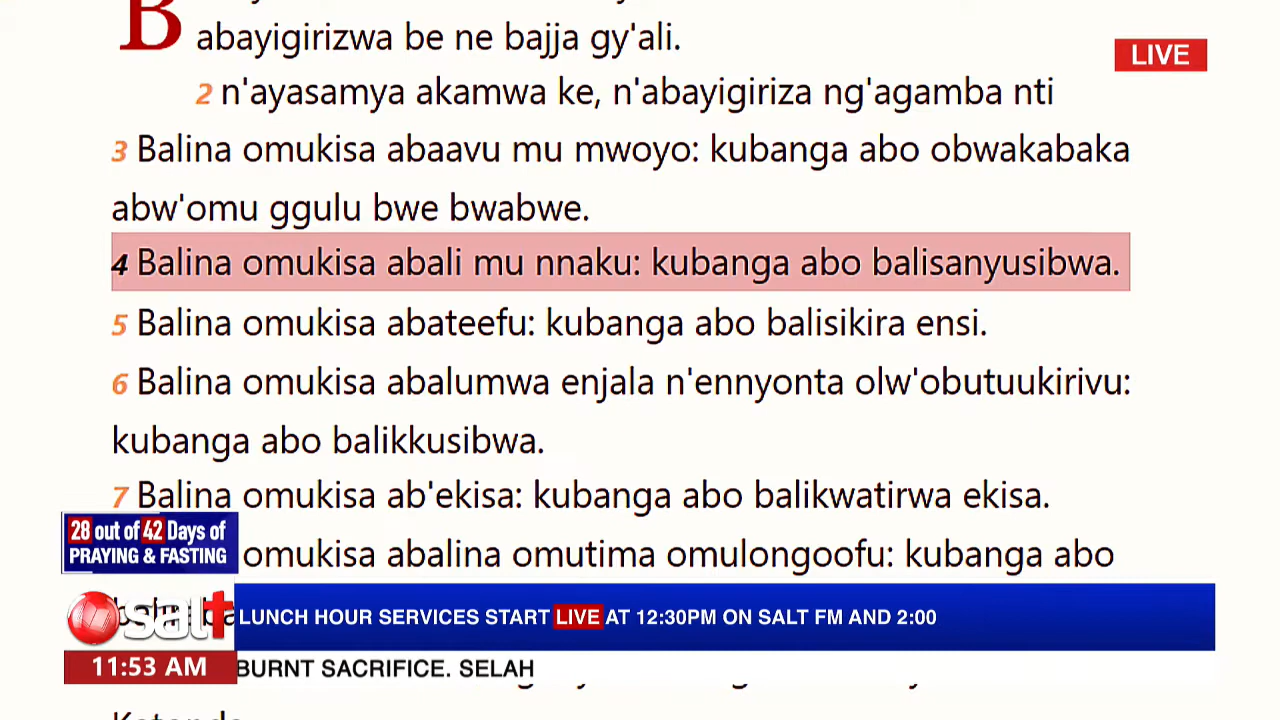 B
abayigirizwa be ne bajja gy'ali.
LIVE
2 n'ayasamya akamwa ke, n'abayigiriza ng'agamba nti
3 Balina omukisa abaavu mu mwoyo: kubanga abo obwakabaka
abw'omu ggulu bwe bwabwe.
4 Balina omukisa abali mu nnaku: kubanga abo balisanyusibwa.
5 Balina omukisa abateefu: kubanga abo balisikira ensi.
6 Balina omukisa abalumwa enjala n'ennyonta olw'obutuukirivu:
kubanga abo balikkusibwa.
7 Balina omukisa ab'ekisa: kubanga abo balikwatirwa ekisa.
28 out of 42 Days of
PRAYING & FASTING
omukisa abalina omutima omulongoofu: kubanga abo
salt
LUNCH HOUR SERVICES START LIVE AT 12:30PM ON SALT FM AND 2:00
11:53 AM
BURNT SACRIFICE. SELAH